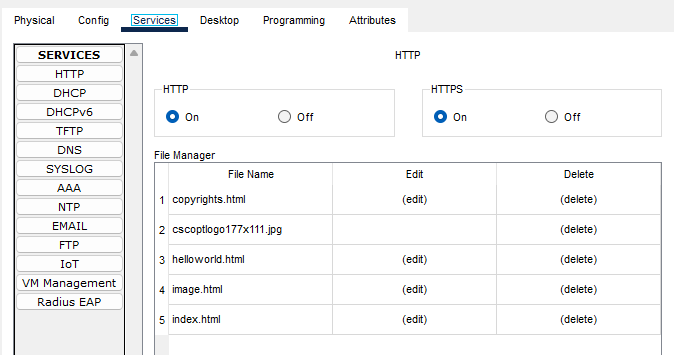 Physical Config Services Desktop Programming Attributes
SERVICES
HTTP
DHCP
DHCPv6
TFTP
DNS
SYSLOG
AAA
NTP
EMAIL
FTP
IoT
VM Management
Radius EAP
HTTP
HTTP
On Off
HTTPS
On Off
File Manager
File Name Edit Delete
1 copyrights.html (edit) (delete)
2 cscoptlogo177x111.jpg (delete)
3 helloworld.html (edit) (delete)
4 image.html (edit) (delete)
5 index.html (edit) (delete)